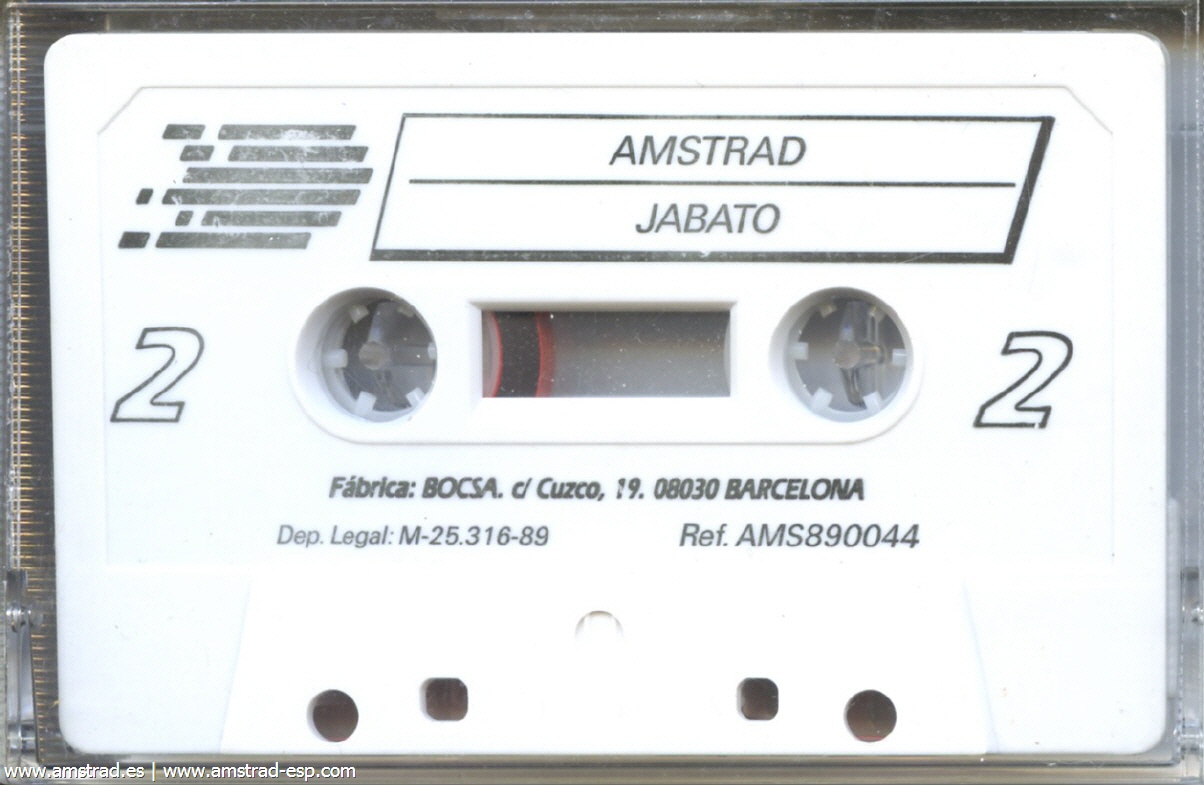 AMSTRAD
JABATO
2 2
Fábrica: BOCSA. c/ Cuzco, 19. 08030 BARCELONA
Dep. Legal: M-25.316-89 Ref. AMS890044
www.amstrad.es | www.amstrad-esp.com